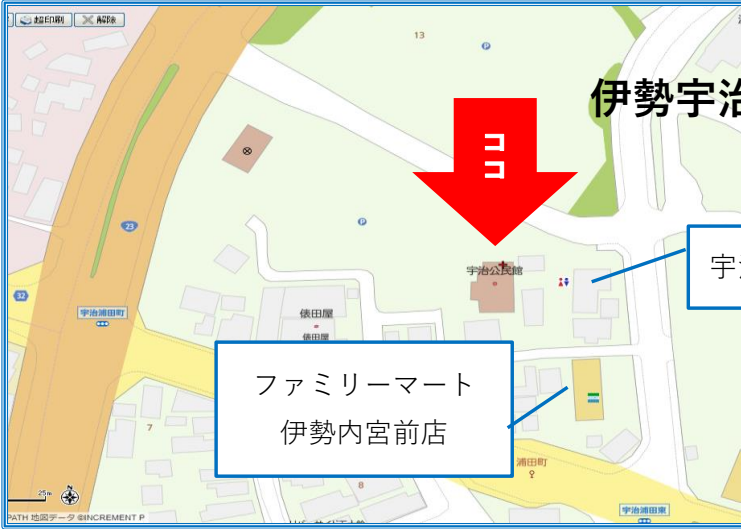 超印刷
解除
13
P
伊勢宇治
ココ
P
23
宇治公民館
宇
32
宇治浦田町
俵田屋
俵田屋
ファミリーマート
伊勢内宮前店
7
浦田町
8
25m
N
宇治浦田東
PATH 地図データ ©INCREMENT P